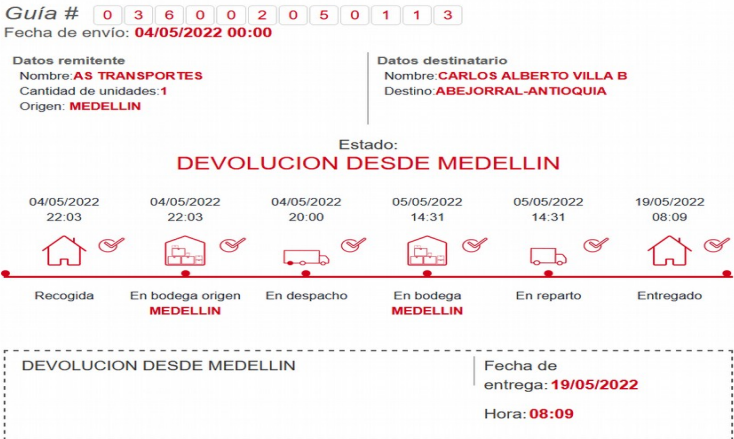 Guía # 0 3 6 0 0 2 0 5 0 1 1 3
Fecha de envío: 04/05/2022 00:00
Datos remitente
Nombre:AS TRANSPORTES
Cantidad de unidades:1
Origen: MEDELLIN
Datos destinatario
Nombre:CARLOS ALBERTO VILLA B
Destino:ABEJORRAL-ANTIOQUIA
Estado:
DEVOLUCION DESDE MEDELLIN
04/05/2022 04/05/2022 04/05/2022 05/05/2022 05/05/2022 19/05/2022
22:03 22:03 20:00 14:31 14:31 08:09
Recogida En bodega origen En despacho En bodega En reparto Entregado
MEDELLIN MEDELLIN
DEVOLUCION DESDE MEDELLIN
Fecha de
entrega: 19/05/2022
Hora: 08:09